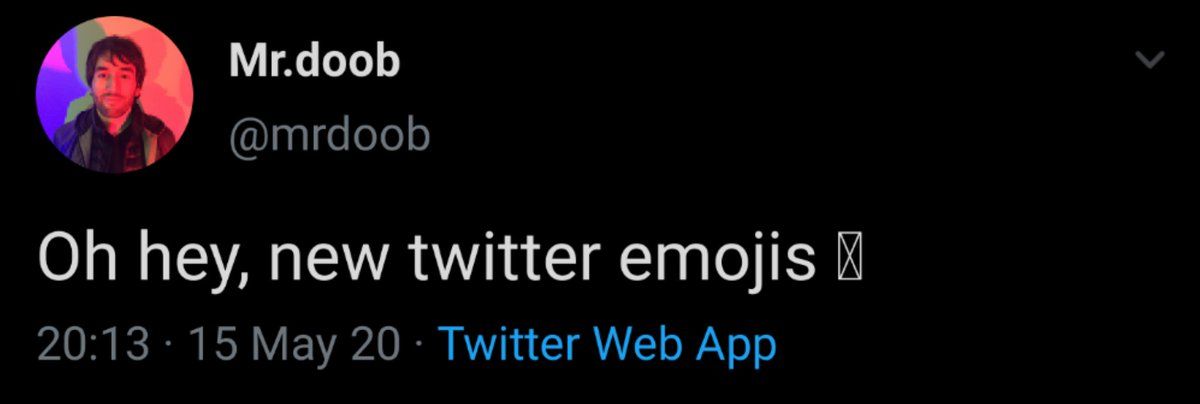 Mr.doob
@mrdoob
Oh hey, new twitter emojis
20:13 · 15 May 20 · Twitter Web App